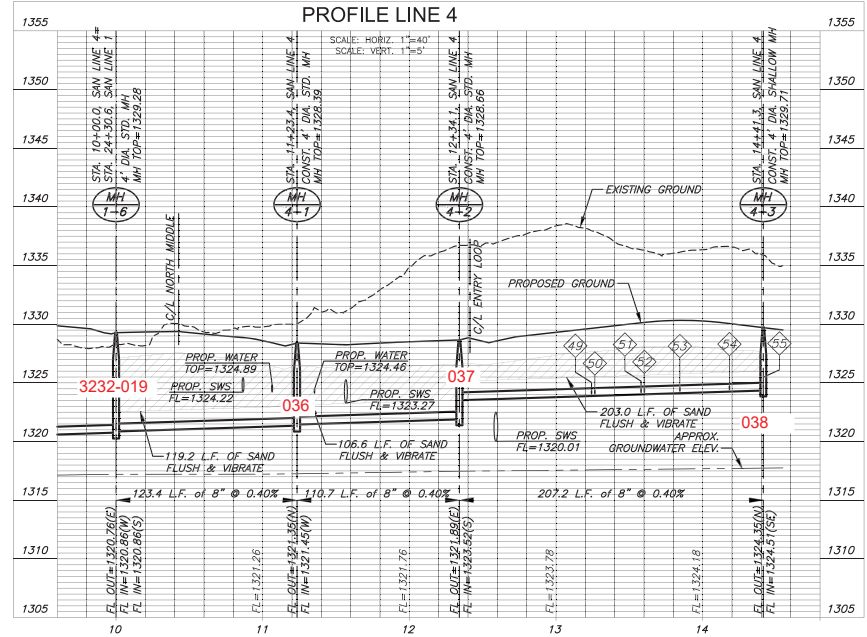 PROFILE LINE 4
SCALE: HORIZ. 1"=40'
SCALE: VERT. 1"=5'
1355
1350
1345
1340
1335
1330
1325
1320
1315
1310
1305
1355
1350
1345
1340
1335
1330
1325
1320
1315
1310
1305
STA. 10+00.0, SAN LINE 4=
STA. 24+30.6, SAN LINE 1
4' DIA. STD. MH
MH TOP=1329.28
STA. 11+23.4, SAN LINE 4
CONST. 4' DIA. STD. MH
MH TOP=1328.39
STA. 12+34.1, SAN LINE 4
CONST. 4' DIA. STD. MH
MH TOP=1328.66
STA. 14+41.3, SAN LINE 4
CONST. 4' DIA. SHALLOW MH
MH TOP=1329.71
MH
1-6
MH
4-1
MH
4-2
MH
4-3
C/L NORTH MIDDLE
C/L ENTRY LOOP
EXISTING GROUND
PROPOSED GROUND
PROP. WATER
TOP=1324.89
PROP. SWS
FL=1324.22
PROP. WATER
TOP=1324.46
PROP. SWS
FL=1323.27
3232-019
036
037
038
49
50
51
52
53
54
55
119.2 L.F. OF SAND
FLUSH & VIBRATE
106.6 L.F. OF SAND
FLUSH & VIBRATE
203.0 L.F. OF SAND
FLUSH & VIBRATE
PROP. SWS
FL=1320.01
APPROX.
GROUNDWATER ELEV.
123.4 L.F. of 8" @ 0.40%
110.7 L.F. of 8" @ 0.40%
207.2 L.F. of 8" @ 0.40%
FL OUT=1320.76(E)
FL IN=1320.86(W)
FL IN=1320.86(S)
FL=1321.26
FL OUT=1321.35(N)
FL IN=1321.45(W)
FL=1321.76
FL OUT=1321.89(E)
FL IN=1323.52(S)
FL=1323.78
FL=1324.18
FL OUT=1324.35(N)
FL IN=1324.51(SE)
10
11
12
13
14